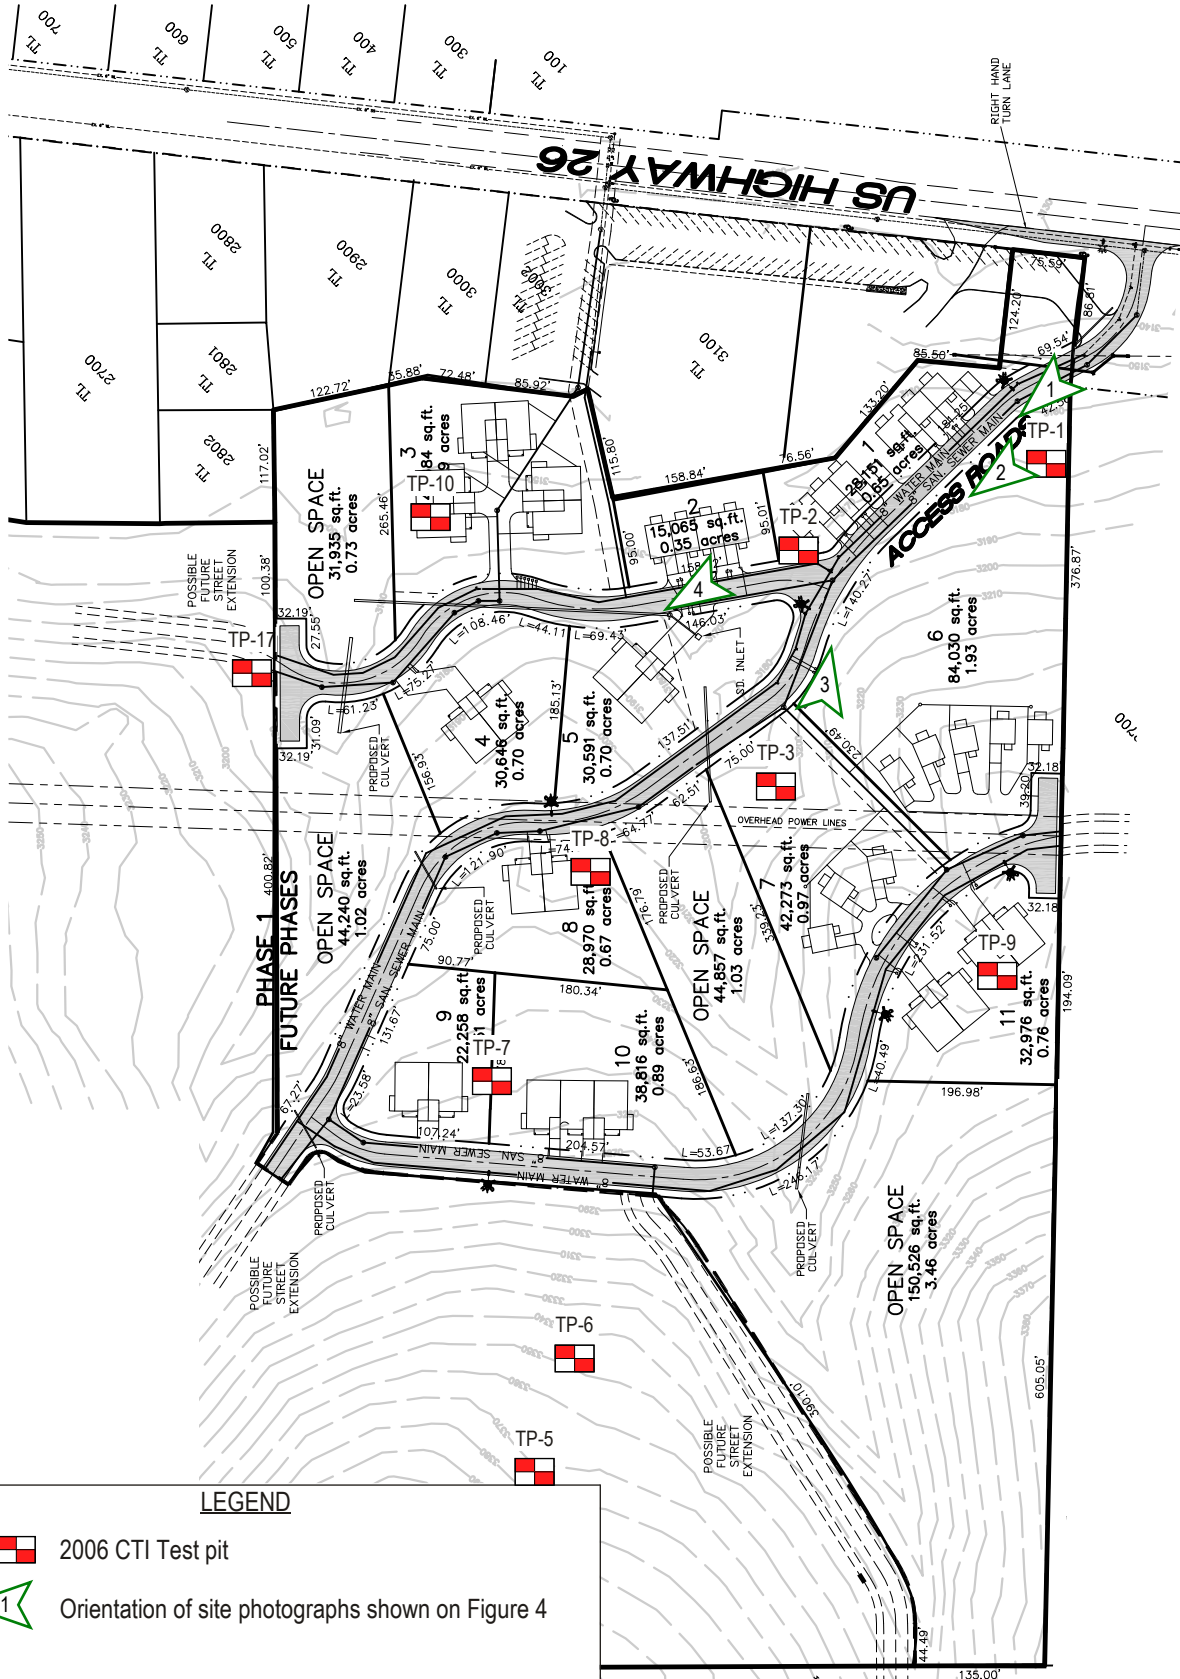 TL 700
TL 600
TL 500
TL 400
TL 300
TL 100
RIGHT HAND
TURN LANE
US HIGHWAY 26
TL 2800
TL 2900
TL 3000
TL 3002
TL 3100
TL 2700
TL 2801
TL 2802
75.59'
124.20'
86.81'
69.54'
85.50'
133.20'
76.56'
158.84'
115.80'
122.72'
35.88'
72.48'
85.92'
117.02'
265.46'
100.38'
95.00'
95.01'
376.87'
1
28,151 sq.ft.
0.65 acres
8" WATER MAIN
8" SAN. SEWER MAIN
ACCESS ROADS
1
2
TP-1
TP-2
2
15,065 sq.ft.
0.35 acres
3
84 sq.ft.
9 acres
TP-10
OPEN SPACE
31,935 sq.ft.
0.73 acres
POSSIBLE
FUTURE
STREET
EXTENSION
TP-17
32.19'
27.55'
31.09'
32.19'
L=61.23'
L=75.27'
L=108.46'
L=44.11'
L=69.43'
146.03'
L=140.27'
4
3
S.D. INLET
6
84,030 sq.ft.
1.93 acres
2700
PROPOSED
CULVERT
156.93'
185.13'
4
30,646 sq.ft.
0.70 acres
5
30,591 sq.ft.
0.70 acres
137.51'
75.00'
62.51'
230.49'
TP-3
32.18'
39.20'
32.18'
OVERHEAD POWER LINES
PHASE 1
FUTURE PHASES
400.82'
OPEN SPACE
44,240 sq.ft.
1.02 acres
L=121.90'
L=64.77'
TP-8
8
28,970 sq.ft.
0.67 acres
176.79'
PROPOSED
CULVERT
PROPOSED
CULVERT
OPEN SPACE
44,857 sq.ft.
1.03 acres
7
42,273 sq.ft.
0.97 acres
339.23'
L=231.52'
TP-9
11
32,976 sq.ft.
0.76 acres
194.09'
196.98'
75.00'
8" WATER MAIN
8" SAN. SEWER MAIN
131.67'
90.77'
180.34'
9
22,258 sq.ft.
51 acres
TP-7
10
38,816 sq.ft.
0.89 acres
186.63'
L=40.49'
L=137.30'
L=53.67'
L=246.17'
67.27'
L=23.58'
107.24'
204.57'
8" SAN. SEWER MAIN
8" WATER MAIN
PROPOSED
CULVERT
PROPOSED
CULVERT
POSSIBLE
FUTURE
STREET
EXTENSION
OPEN SPACE
150,526 sq.ft.
3.46 acres
TP-6
TP-5
390.10'
POSSIBLE
FUTURE
STREET
EXTENSION
605.05'
44.49'
135.00'
LEGEND
2006 CTI Test pit
1
Orientation of site photographs shown on Figure 4